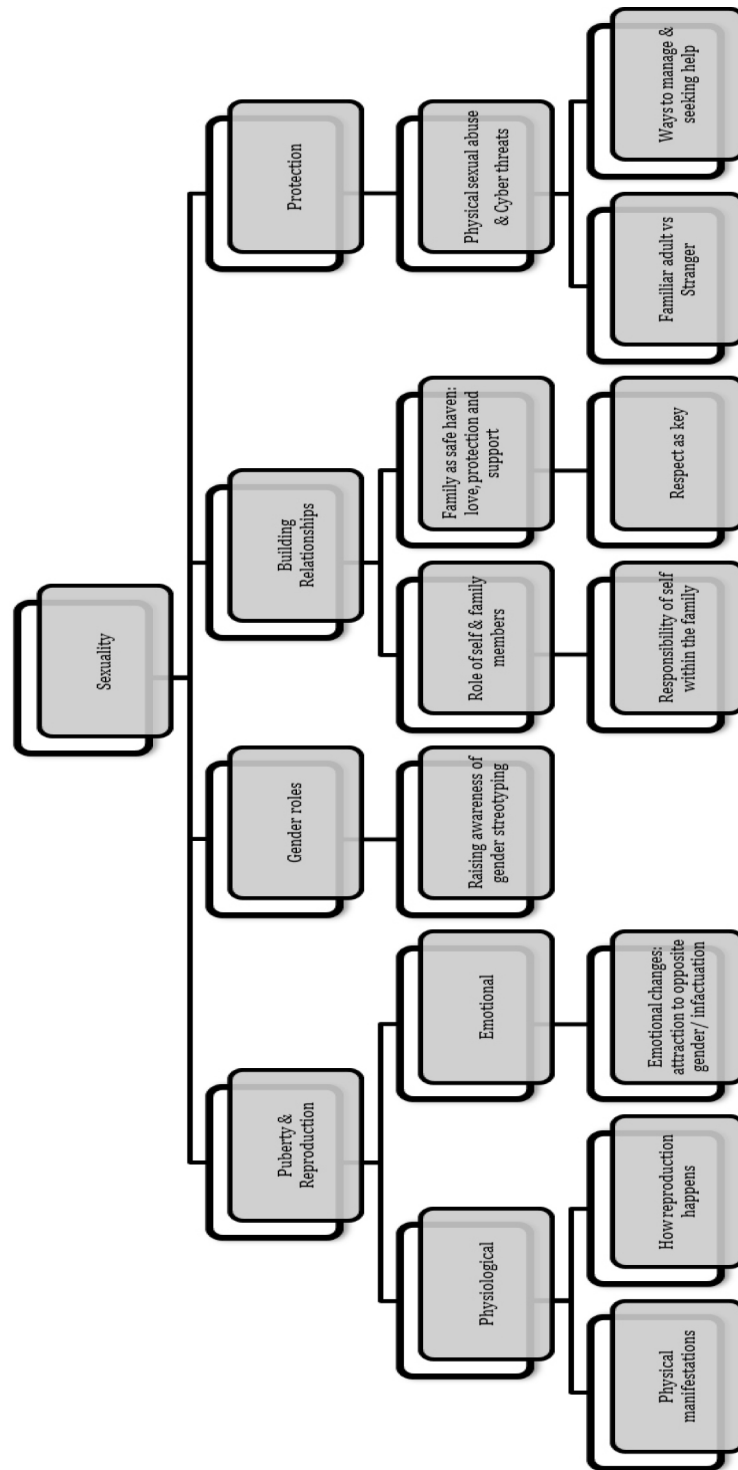 Sexuality
Puberty &
Reproduction
Gender roles
Building
Relationships
Protection
Physiological
Emotional
Raising awareness of
gender streotyping
Role of self & family
members
Family as safe haven:
love, protection and
support
Physical sexual abuse
& Cyber threats
Physical
manifestations
How reproduction
happens
Emotional changes:
attraction to opposite
gender/ infactuation
Responsibility of self
within the family
Respect as key
Familiar adult vs
Stranger
Ways to manage &
seeking help